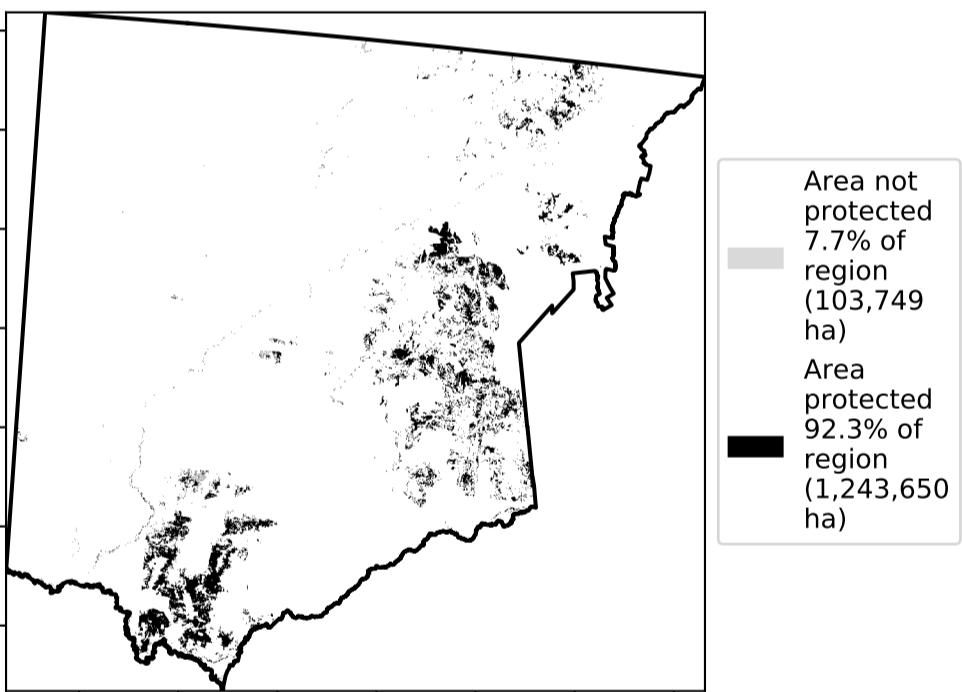 Area not
protected
7.7% of
region
(103,749
ha)
Area
protected
92.3% of
region
(1,243,650
ha)